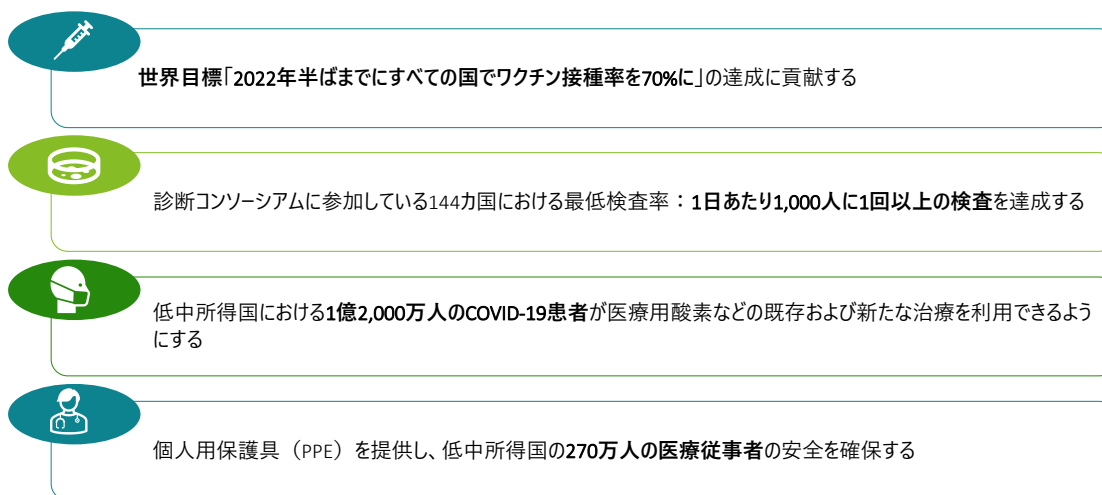 世界目標「2022年半ばまでにすべての国でワクチン接種率を70%に」の達成に貢献する
診断コンソーシアムに参加している144カ国における最低検査率：1日あたり1,000人に1回以上の検査を達成する
低中所得国における1億2,000万人のCOVID-19患者が医療用酸素などの既存および新たな治療を利用できるよう
にする
個人用保護具（PPE）を提供し、低中所得国の270万人の医療従事者の安全を確保する